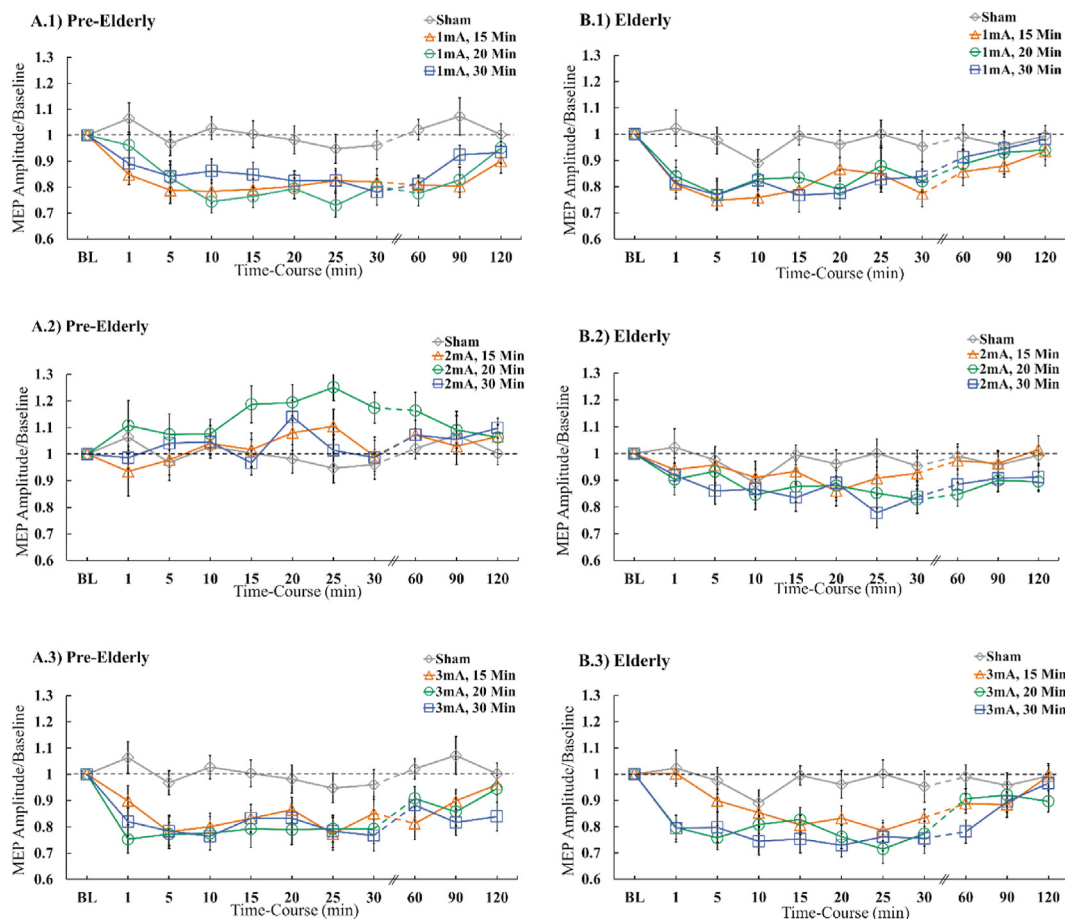 A.1) Pre-Elderly
Sham
1mA, 15 Min
1mA, 20 Min
1mA, 30 Min
MEP Amplitude/Baseline
1.3
1.2
1.1
1
0.9
0.8
0.7
0.6
BL 1 5 10 15 20 25 30 60 90 120
Time-Course (min)
B.1) Elderly
Sham
1mA, 15 Min
1mA, 20 Min
1mA, 30 Min
MEP Amplitude/Baseline
1.3
1.2
1.1
1
0.9
0.8
0.7
0.6
BL 1 5 10 15 20 25 30 60 90 120
Time-Course (min)
A.2) Pre-Elderly
Sham
2mA, 15 Min
2mA, 20 Min
2mA, 30 Min
MEP Amplitude/Baseline
1.3
1.2
1.1
1
0.9
0.8
0.7
0.6
BL 1 5 10 15 20 25 30 60 90 120
Time-Course (min)
B.2) Elderly
Sham
2mA, 15 Min
2mA, 20 Min
2mA, 30 Min
MEP Amplitude/Baseline
1.3
1.2
1.1
1
0.9
0.8
0.7
0.6
BL 1 5 10 15 20 25 30 60 90 120
Time-Course (min)
A.3) Pre-Elderly
Sham
3mA, 15 Min
3mA, 20 Min
3mA, 30 Min
MEP Amplitude/Baseline
1.3
1.2
1.1
1
0.9
0.8
0.7
0.6
BL 1 5 10 15 20 25 30 60 90 120
Time-Course (min)
B.3) Elderly
Sham
3mA, 15 Min
3mA, 20 Min
3mA, 30 Min
MEP Amplitude/Baseline
1.3
1.2
1.1
1
0.9
0.8
0.7
0.6
BL 1 5 10 15 20 25 30 60 90 120
Time-Course (min)